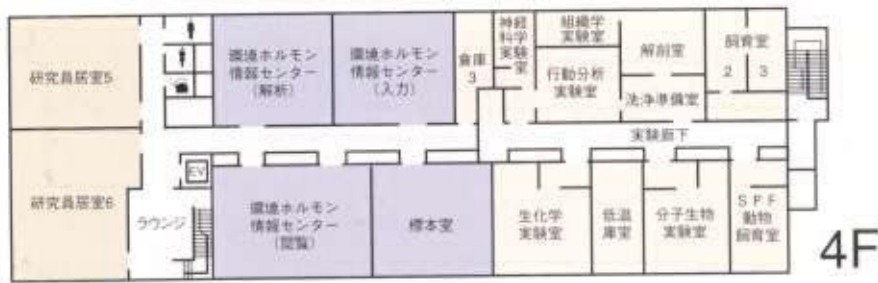 研究員居室5
環境ホルモン
情報センター
(解析)
環境ホルモン
情報センター
(入力)
倉庫
3
神経
科学
実験
室
組織学
実験室
行動分析
実験室
解剖室
洗浄準備室
飼育室
2
3
実験廊下
研究員居室6
EV
ラウンジ
環境ホルモン
情報センター
(閲覧)
標本室
生化学
実験室
低温
庫室
分子生物
実験室
SPF
動物
飼育室
4F